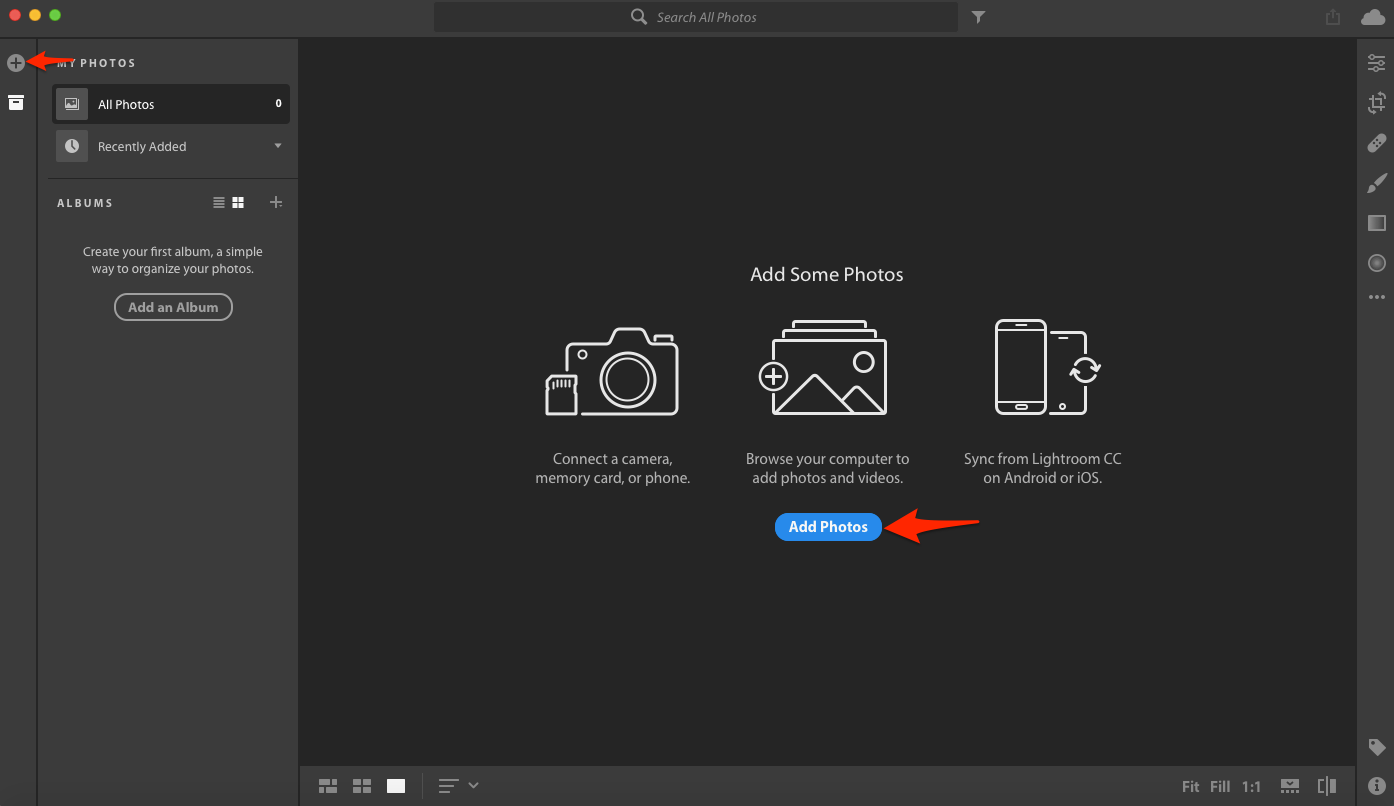 Search All Photos
MY PHOTOS
All Photos 0
Recently Added
ALBUMS
Create your first album, a simple
way to organize your photos.
Add an Album
Add Some Photos
Connect a camera,
memory card, or phone.
Browse your computer to
add photos and videos.
Sync from Lightroom CC
on Android or iOS.
Add Photos
Fit Fill 1:1